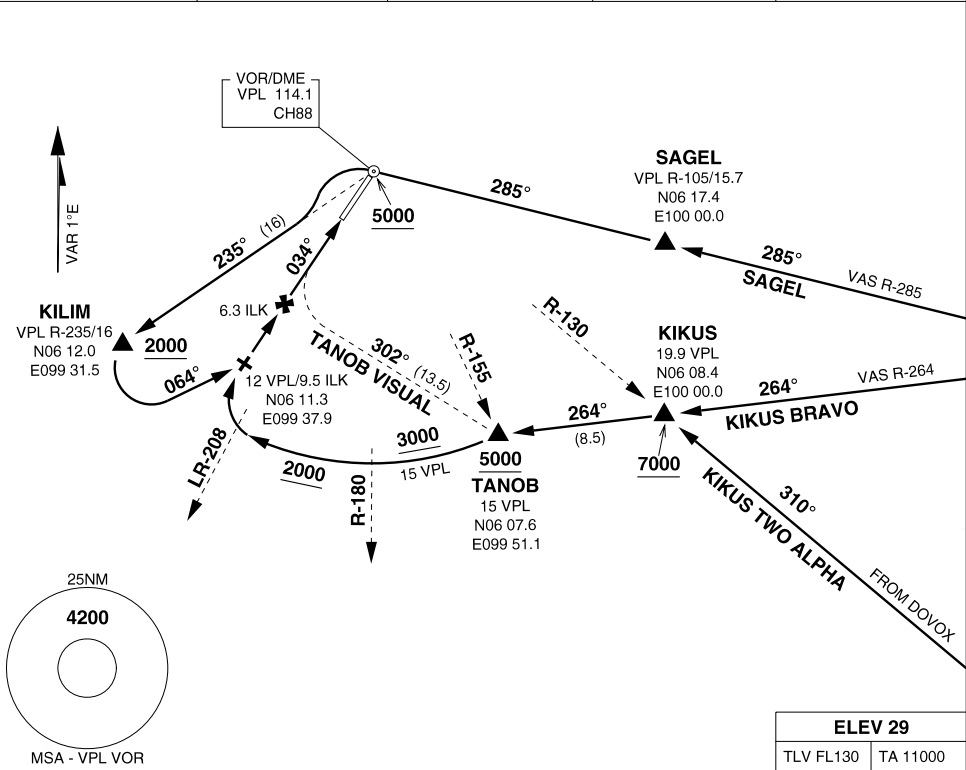 VOR/DME
VPL 114.1
CH88
VAR 1°E
5000
285°
SAGEL
VPL R-105/15.7
N06 17.4
E100 00.0
285°
SAGEL
VAS R-285
235°
(16)
034°
KILIM
VPL R-235/16
N06 12.0
E099 31.5
2000
064°
6.3 ILK
12 VPL/9.5 ILK
N06 11.3
E099 37.9
302°
(13.5)
TANOB VISUAL
R-155
R-130
KIKUS
19.9 VPL
N06 08.4
E100 00.0
7000
264°
VAS R-264
KIKUS BRAVO
264°
(8.5)
3000
15 VPL
2000
5000
TANOB
15 VPL
N06 07.6
E099 51.1
LR-208
R-180
310°
KIKUS TWO ALPHA
FROM DOVOX
25NM
4200
MSA - VPL VOR
ELEV 29
TLV FL130 TA 11000